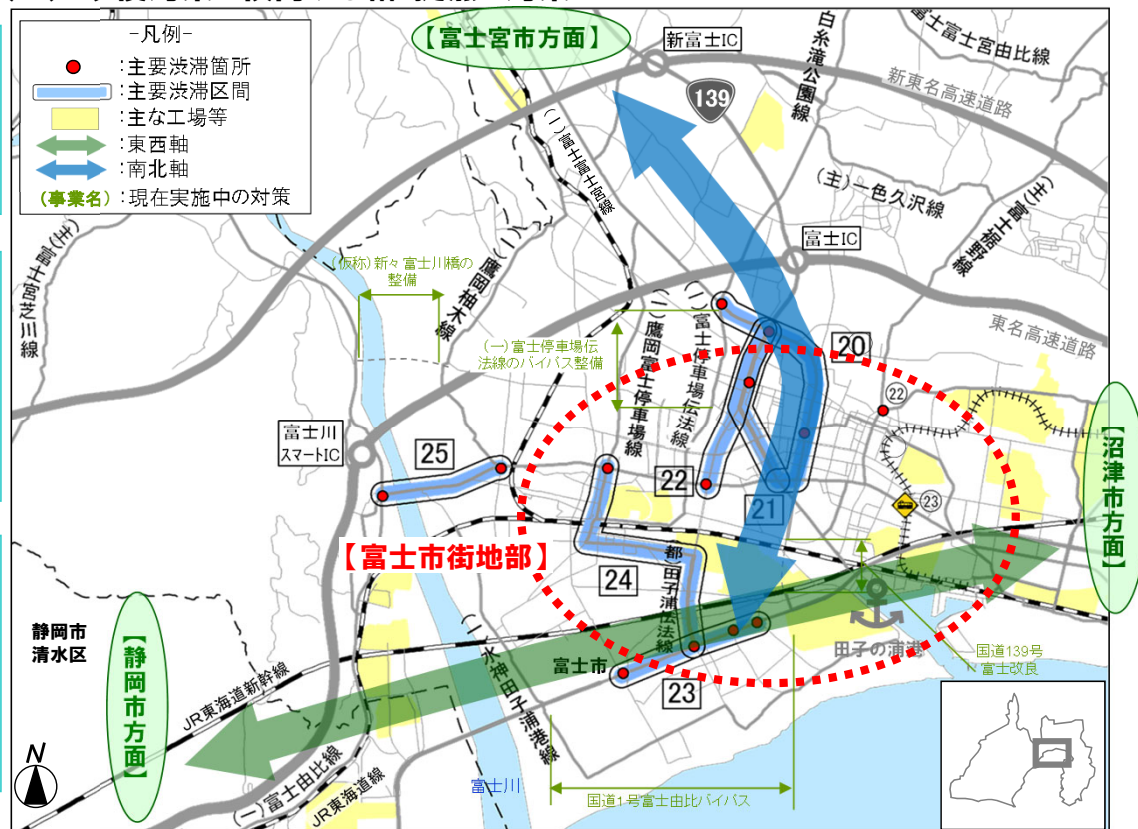 -凡例-
:主要渋滞箇所
:主要渋滞区間
:主な工場等
:東西軸
:南北軸
(事業名):現在実施中の対策
【富士宮市方面】
新富士IC
139
白糸滝公園線
富士富士宮由比線
新東名高速道路
(一)富士富士宮線
(主)一色久沢線
(主)富士裾野線
富士IC
東名高速道路
(主)富士宮芝川線
(仮称)新々富士川橋の
整備
(一)鷹岡柚木線
(一)富士停車場伝
法線のバイパス整備
(一)鷹岡富士停車場線
(一)富士停車場伝法線
20
22
富士川
スマートIC
25
22
21
23
【沼津市方面】
【富士市街地部】
24
都)田子浦伝法線
静岡市
清水区
【静岡市方面】
JR東海道新幹線
(一)水神田子浦港線
富士市
23
田子の浦港
国道139号
富士改良
N
(一)富士由比線
JR東海道線
富士川
国道1号富士由比バイパス